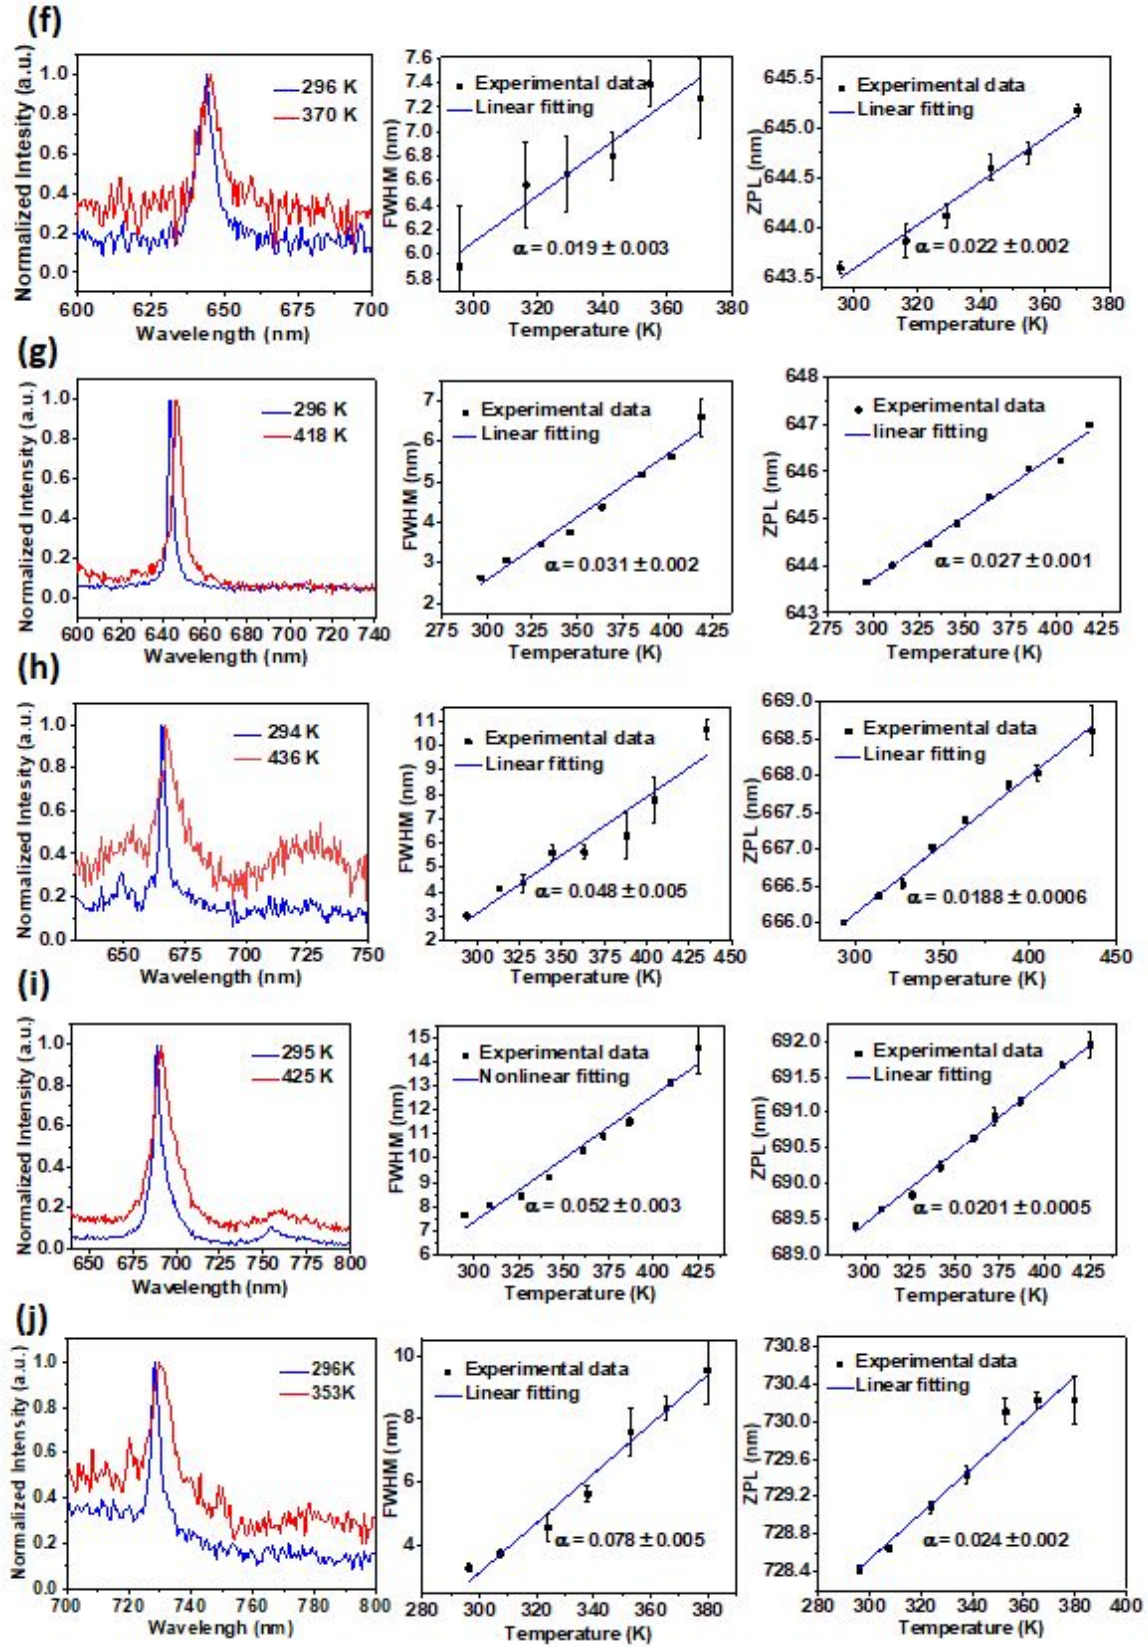 (f)
Normalized Intesity (a.u.)
1.0
0.8
0.6
0.4
0.2
0.0
296 K
370 K
600 625 650 675 700
Wavelength (nm)
FWHM (nm)
7.6
7.4
7.2
7.0
6.8
6.6
6.4
6.2
6.0
5.8
Experimental data
Linear fitting
α = 0.019 ± 0.003
300 320 340 360 380
Temperature (K)
ZPL (nm)
645.5
645.0
644.5
644.0
643.5
Experimental data
Linear fitting
α = 0.022 ± 0.002
300 320 340 360 380
Temperature (K)
(g)
Normalized Intensity (a.u.)
1.0
0.8
0.6
0.4
0.2
0.0
296 K
418 K
600 620 640 660 680 700 720 740
Wavelength (nm)
FWHM (nm)
7
6
5
4
3
2
Experimental data
Linear fitting
α = 0.031 ± 0.002
275 300 325 350 375 400 425
Temperature (K)
ZPL (nm)
648
647
646
645
644
643
Experimental data
linear fitting
α = 0.027 ± 0.001
275 300 325 350 375 400 425
Temperature (K)
(h)
Normalized Intensity (a.u.)
1.0
0.8
0.6
0.4
0.2
0.0
294 K
436 K
650 675 700 725 750
Wavelength (nm)
FWHM (nm)
11
10
9
8
7
6
5
4
3
2
Experimental data
Linear fitting
α = 0.048 ± 0.005
300 325 350 375 400 425 450
Temperature (K)
ZPL (nm)
669.0
668.5
668.0
667.5
667.0
666.5
666.0
Experimental data
Linear fitting
α = 0.0188 ± 0.0006
300 350 400 450
Temperature (K)
(i)
Normalized Intensity (a.u.)
1.0
0.8
0.6
0.4
0.2
0.0
295 K
425 K
650 675 700 725 750 775 800
Wavelength (nm)
FWHM (nm)
15
14
13
12
11
10
9
8
7
6
Experimental data
Nonlinear fitting
α = 0.052 ± 0.003
300 325 350 375 400 425
Temperature (K)
ZPL (nm)
692.0
691.5
691.0
690.5
690.0
689.5
689.0
Experimental data
Linear fitting
α = 0.0201 ± 0.0005
300 325 350 375 400 425
Temperature (K)
(j)
Normalized Intensity (a.u.)
1.0
0.8
0.6
0.4
0.2
0.0
296K
353K
700 720 740 760 780 800
Wavelength (nm)
FWHM (nm)
10
8
6
4
Experimental data
Linear fitting
α = 0.078 ± 0.005
280 300 320 340 360 380
Temperature (K)
ZPL (nm)
730.8
730.4
730.0
729.6
729.2
728.8
728.4
Experimental data
Linear fitting
α = 0.024 ± 0.002
280 300 320 340 360 380 400
Temperature (K)